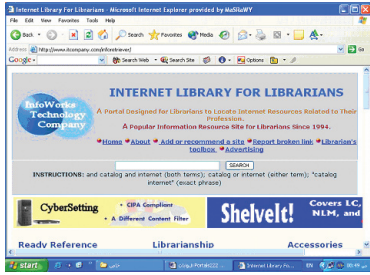 Internet Library For Librarians - Microsoft Internet Explorer provided by MaSRaWY
File Edit View Favorites Tools Help
Back Search Favorites Media
Address http://www.itcompany.com/inforetriever/ Go
Google Search Web Search Site Options
INTERNET LIBRARY FOR LIBRARIANS
InfoWorks Technology Company
A Portal Designed for Librarians to Locate Internet Resources Related to Their
Profession.
A Popular Information Resource Site for Librarians Since 1994.
Home About Add or recommend a site Report broken link Librarian's
toolbox Advertising
SEARCH
INSTRUCTIONS: and catalog and internet (both terms); catalog or internet (either term); "catalog
internet" (exact phrase)
CyberSetting
• CIPA Compliant
• A Different Content Filter
Shelvelt!
Covers LC,
NLM, and
Ready Reference Librarianship Accessories
start Internet Library Fo... EN